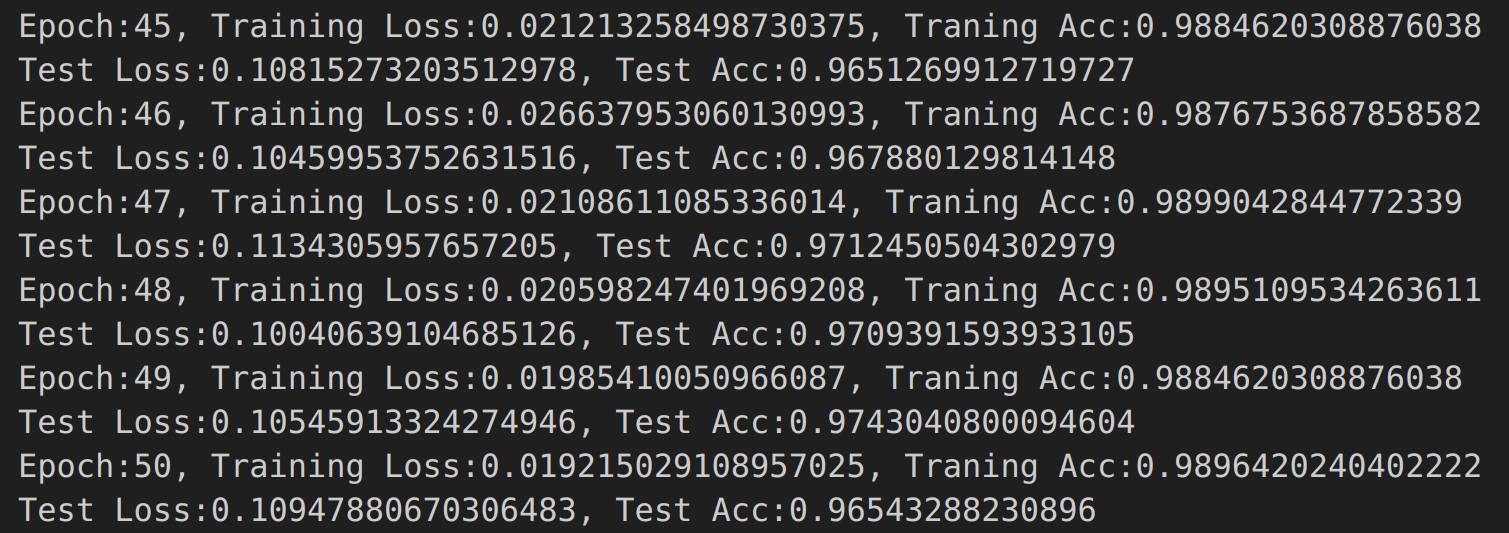 Epoch:45, Training Loss:0.021213258498730375, Traning Acc:0.9884620308876038
Test Loss:0.10815273203512978, Test Acc:0.9651269912719727
Epoch:46, Training Loss:0.026637953060130993, Traning Acc:0.9876753687858582
Test Loss:0.10459953752631516, Test Acc:0.967880129814148
Epoch:47, Training Loss:0.02108611085336014, Traning Acc:0.9899042844772339
Test Loss:0.1134305957657205, Test Acc:0.9712450504302979
Epoch:48, Training Loss:0.020598247401969208, Traning Acc:0.9895109534263611
Test Loss:0.10040639104685126, Test Acc:0.9709391593933105
Epoch:49, Training Loss:0.01985410050966087, Traning Acc:0.9884620308876038
Test Loss:0.10545913324274946, Test Acc:0.9743040800094604
Epoch:50, Training Loss:0.019215029108957025, Traning Acc:0.9896420240402222
Test Loss:0.10947880670306483, Test Acc:0.96543288230896